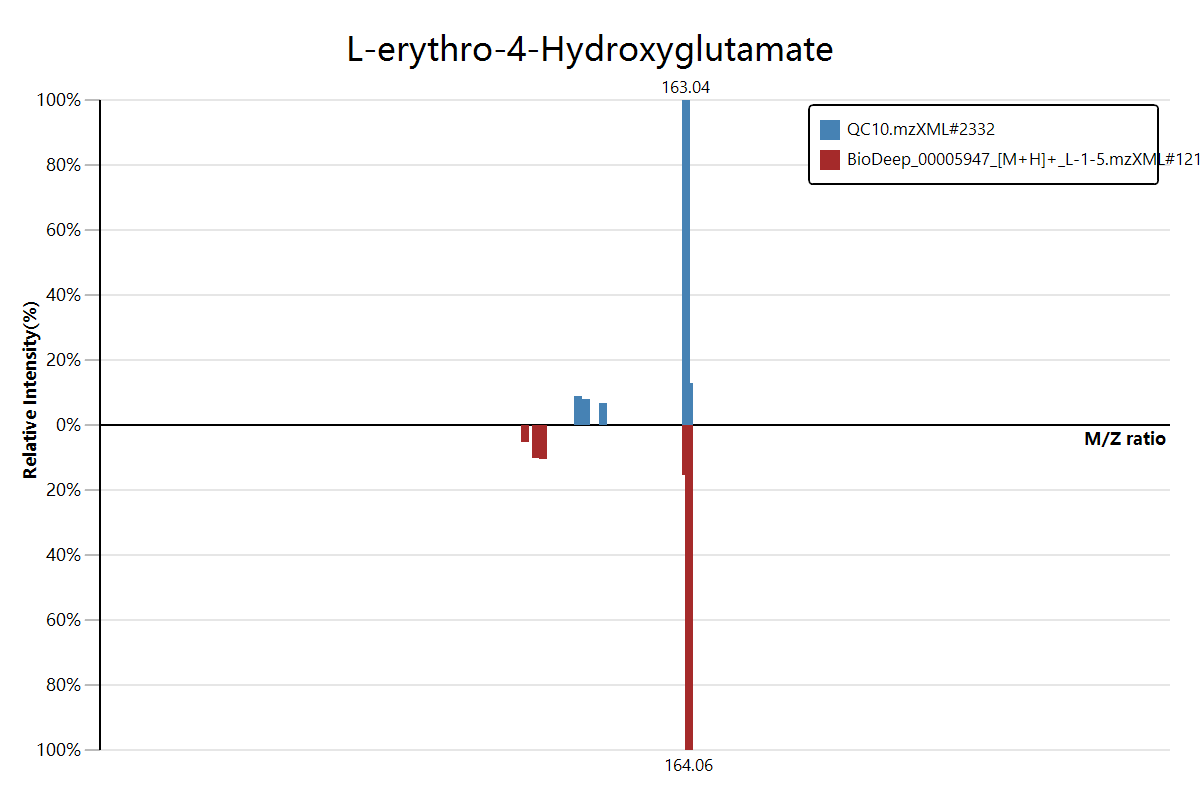 L-erythro-4-Hydroxyglutamate
163.04
100%
QC10.mzXML#2332
BioDeep_00005947_[M+H]+_L-1-5.mzXML#121
80%
60%
40%
20%
0%
M/Z ratio
Relative Intensity(%)
20%
40%
60%
80%
100%
164.06